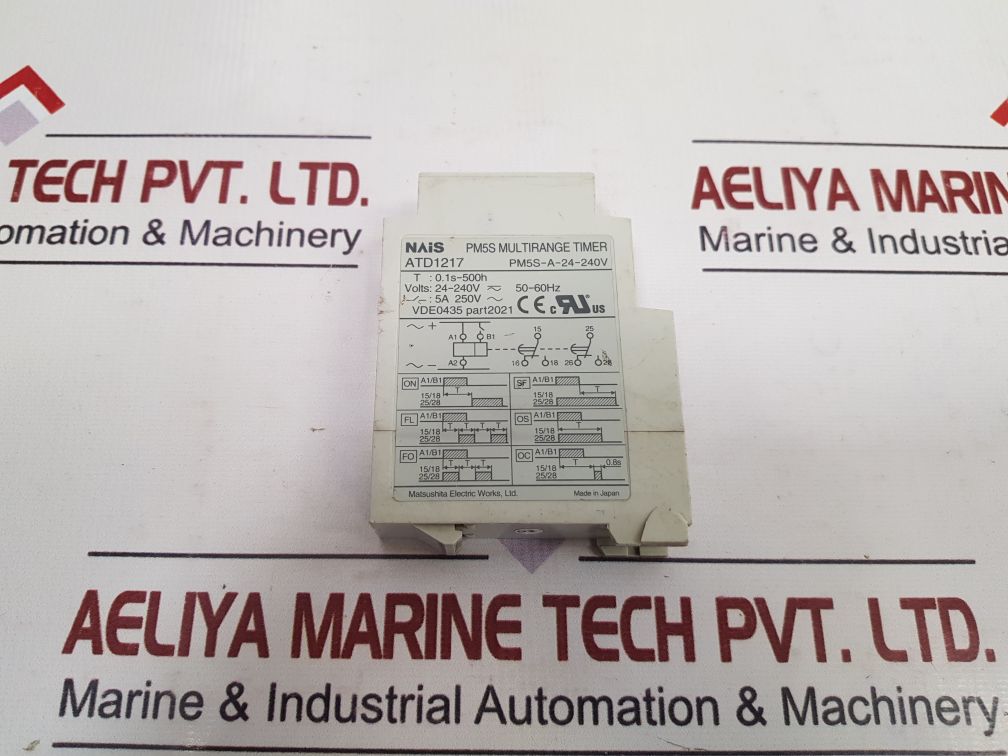 TECH PVT. LTD.
omation & Machinery
AELIYA MARIN
Marine & Industrial A
NAiS PM5S MULTIRANGE TIMER
ATD1217 PM5S-A-24-240V
T : 0.1s-500h
Volts: 24-240V 50-60Hz
: 5A 250V ~
VDE0435 part2021 CE c RU US
~ +
A1 B1 15 25
16 18 26 28
A2
~ -
ON A1/B1 T 15/18 25/28
SF A1/B1 T 15/18 25/28
FL A1/B1 T T T T 15/18 25/28
OS A1/B1 T 15/18 25/28
FO A1/B1 T T T 15/18 25/28
OC A1/B1 T 0.8s 15/18 25/28
Matsushita Electric Works, Ltd. Made in Japan
AELIYA MARINE TECH PVT. LTD.
Marine & Industrial Automation & Machinery